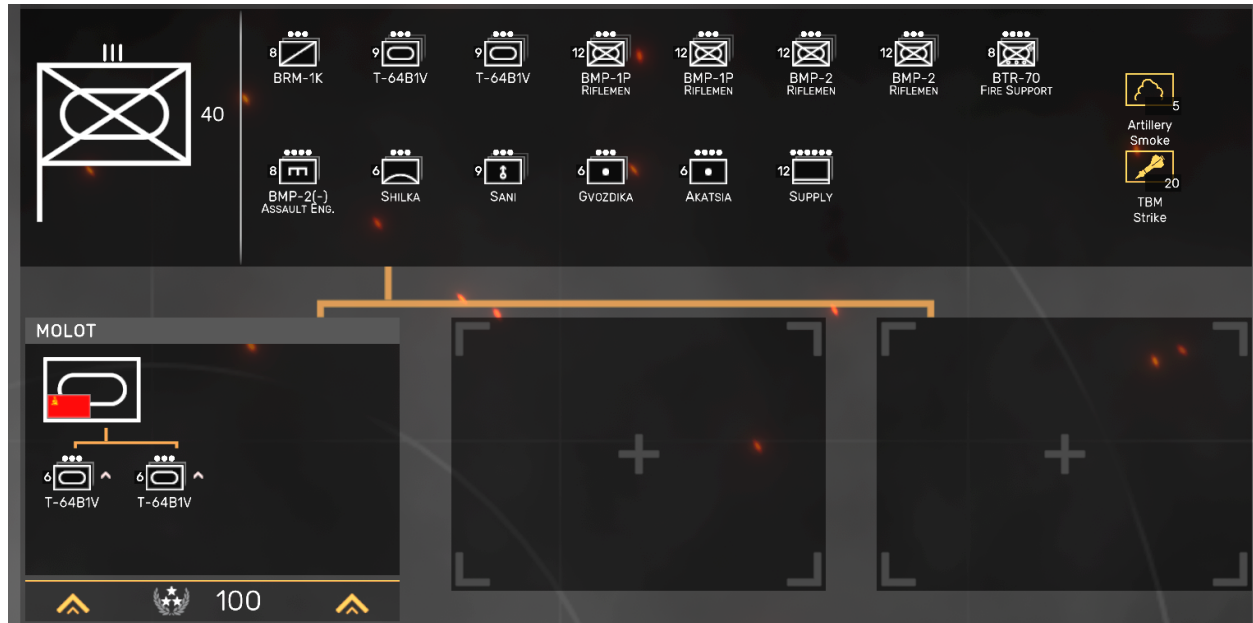 40
8
BRM-1K
9
T-64B1V
9
T-64B1V
12
BMP-1P
RIFLEMEN
12
BMP-1P
RIFLEMEN
12
BMP-2
RIFLEMEN
12
BMP-2
RIFLEMEN
8
BTR-70
FIRE SUPPORT
5
Artillery
Smoke
8
BMP-2(-)
ASSAULT ENG.
6
SHILKA
9
SANI
6
GVOZDIKA
6
AKATSIA
12
SUPPLY
20
TBM
Strike
MOLOT
6
T-64B1V
6
T-64B1V
100